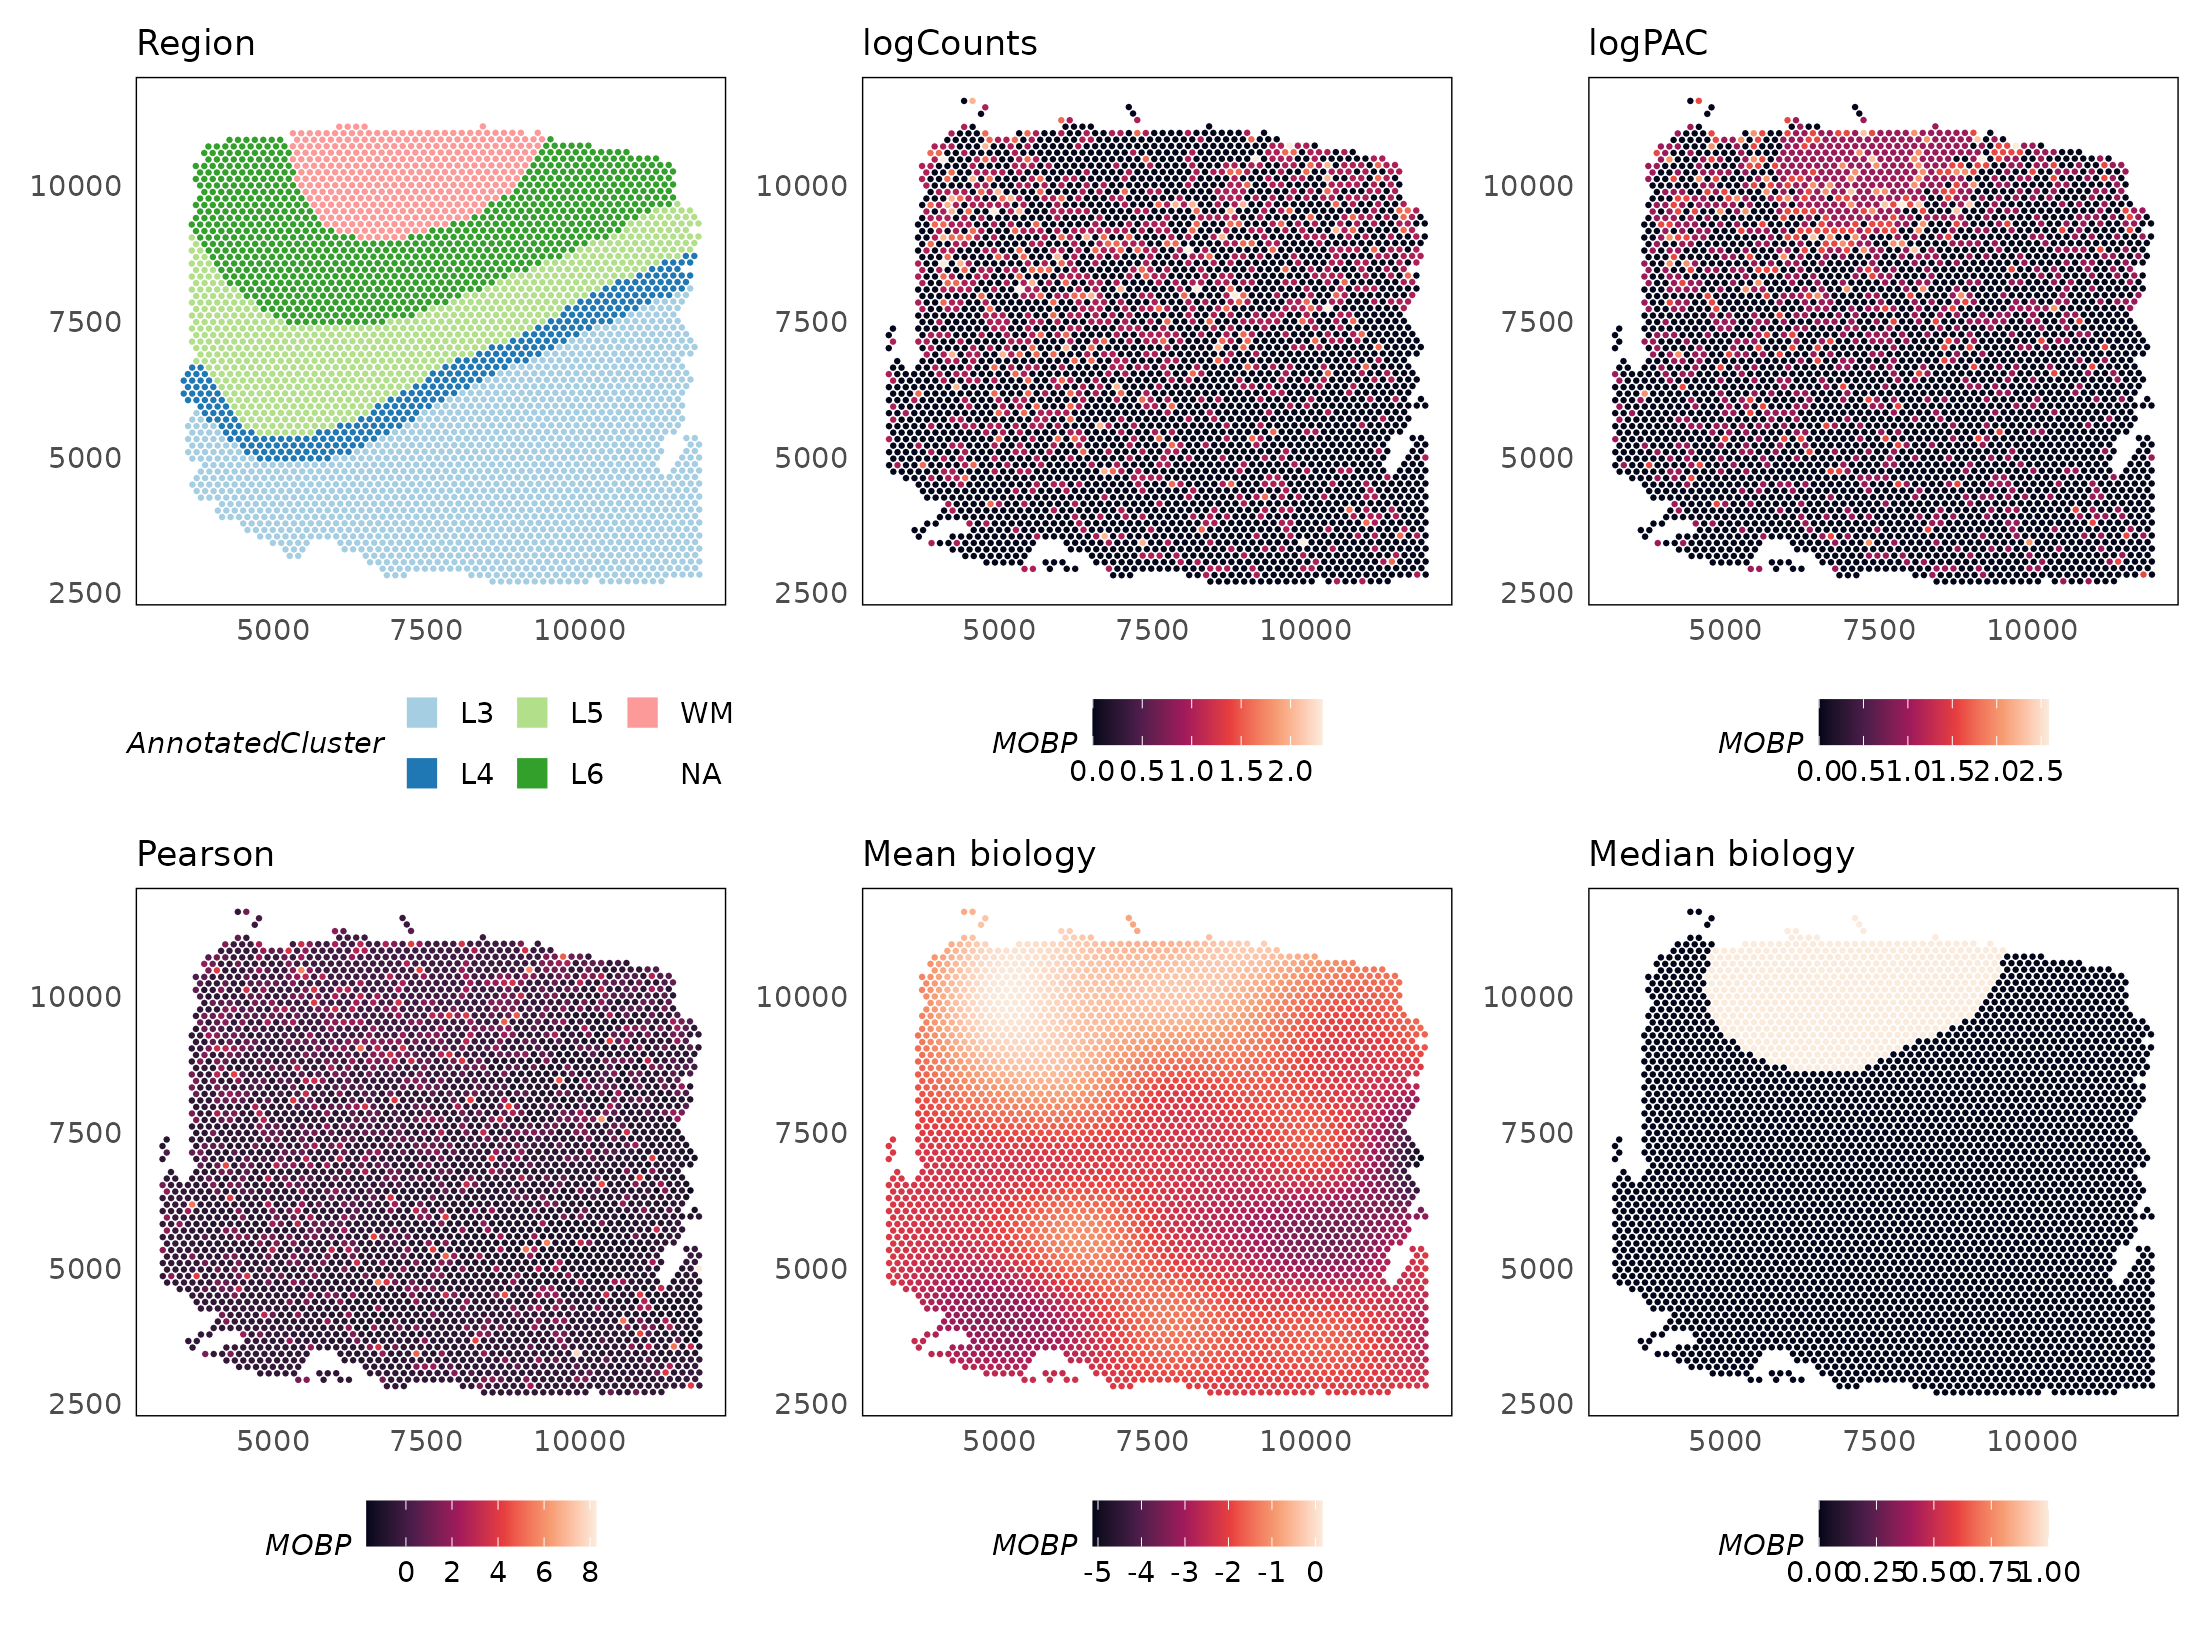 Region
logCounts
logPAC
10000
7500
5000
2500
5000 7500 10000
10000
7500
5000
2500
5000 7500 10000
10000
7500
5000
2500
5000 7500 10000
AnnotatedCluster
L3 L5 WM
L4 L6 NA
MOBP
0.0 0.5 1.0 1.5 2.0
MOBP
0.0 0.5 1.0 1.5 2.0 2.5
Pearson
Mean biology
Median biology
10000
7500
5000
2500
5000 7500 10000
10000
7500
5000
2500
5000 7500 10000
10000
7500
5000
2500
5000 7500 10000
MOBP
0 2 4 6 8
MOBP
-5 -4 -3 -2 -1 0
MOBP
0.00 0.25 0.50 0.75 1.00